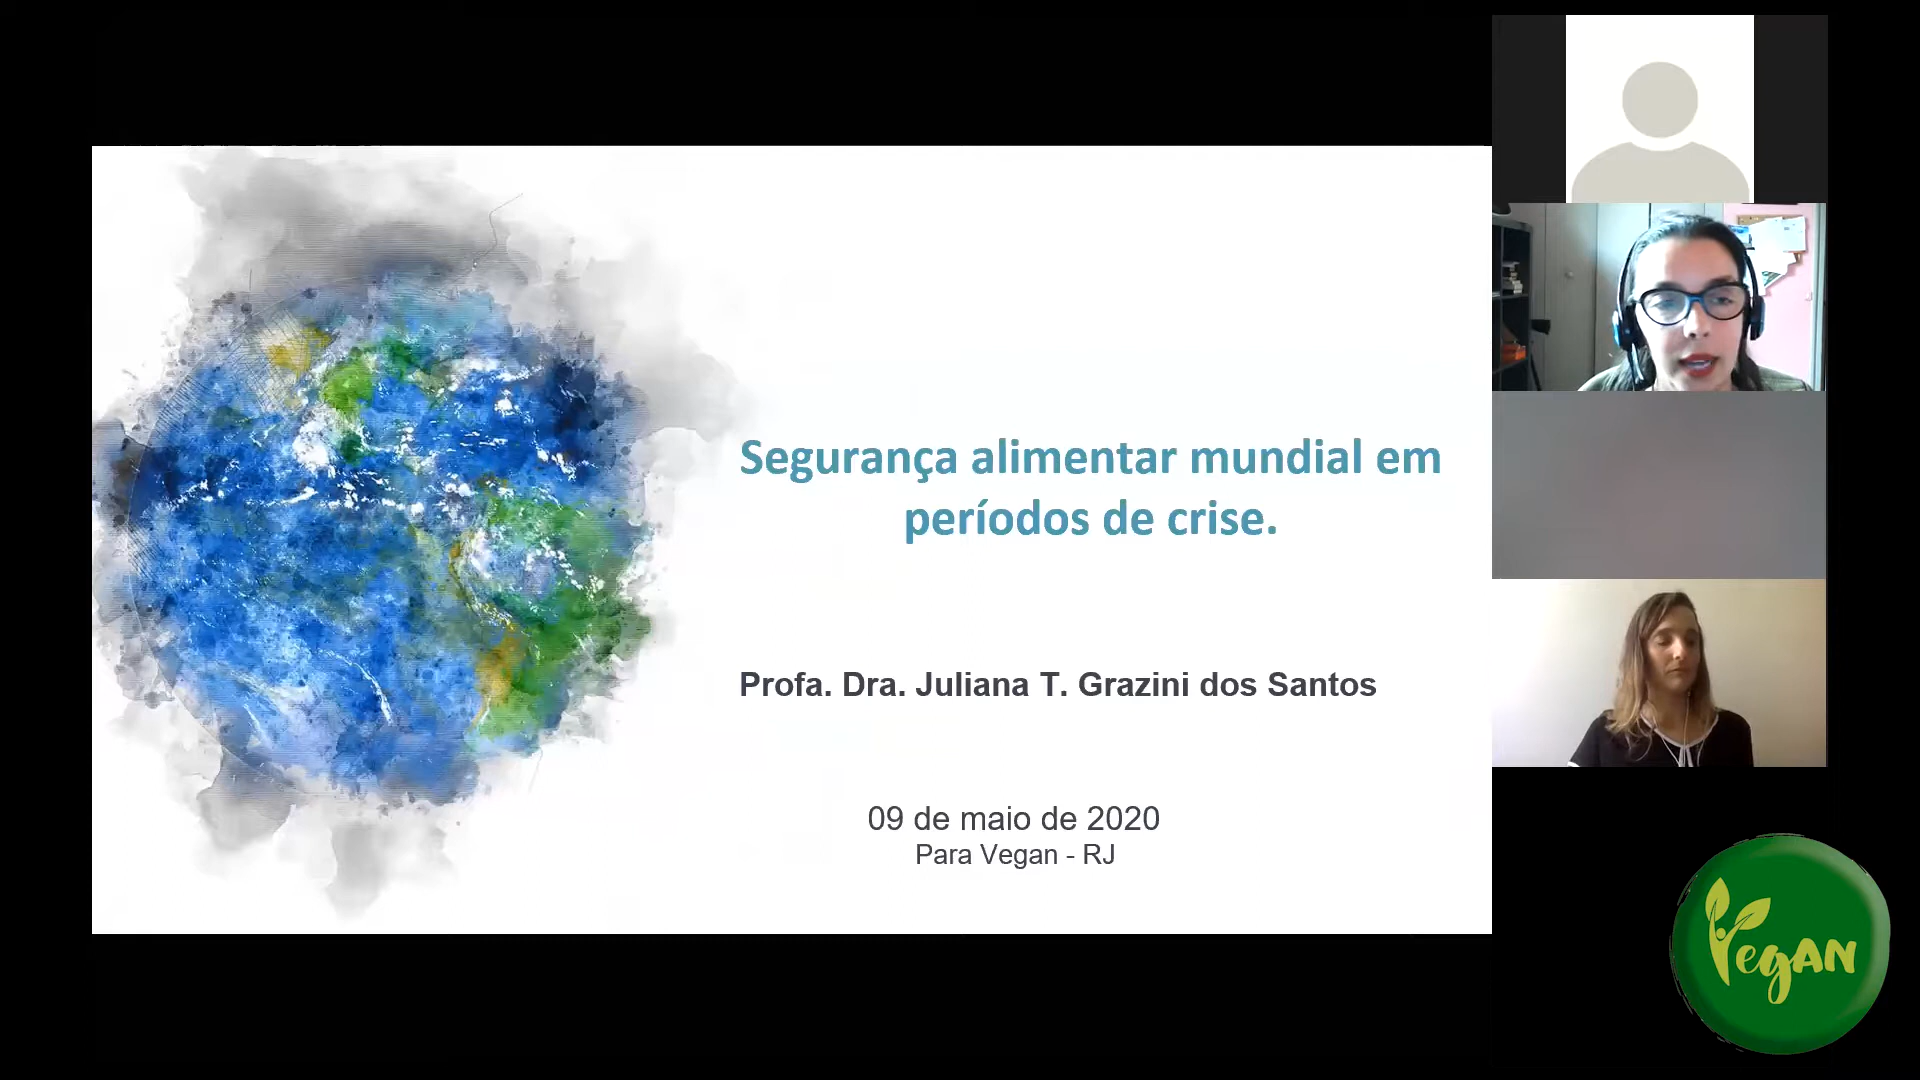 Segurança alimentar mundial em
períodos de crise.
Profa. Dra. Juliana T. Grazini dos Santos
09 de maio de 2020
Para Vegan - RJ
VegAN